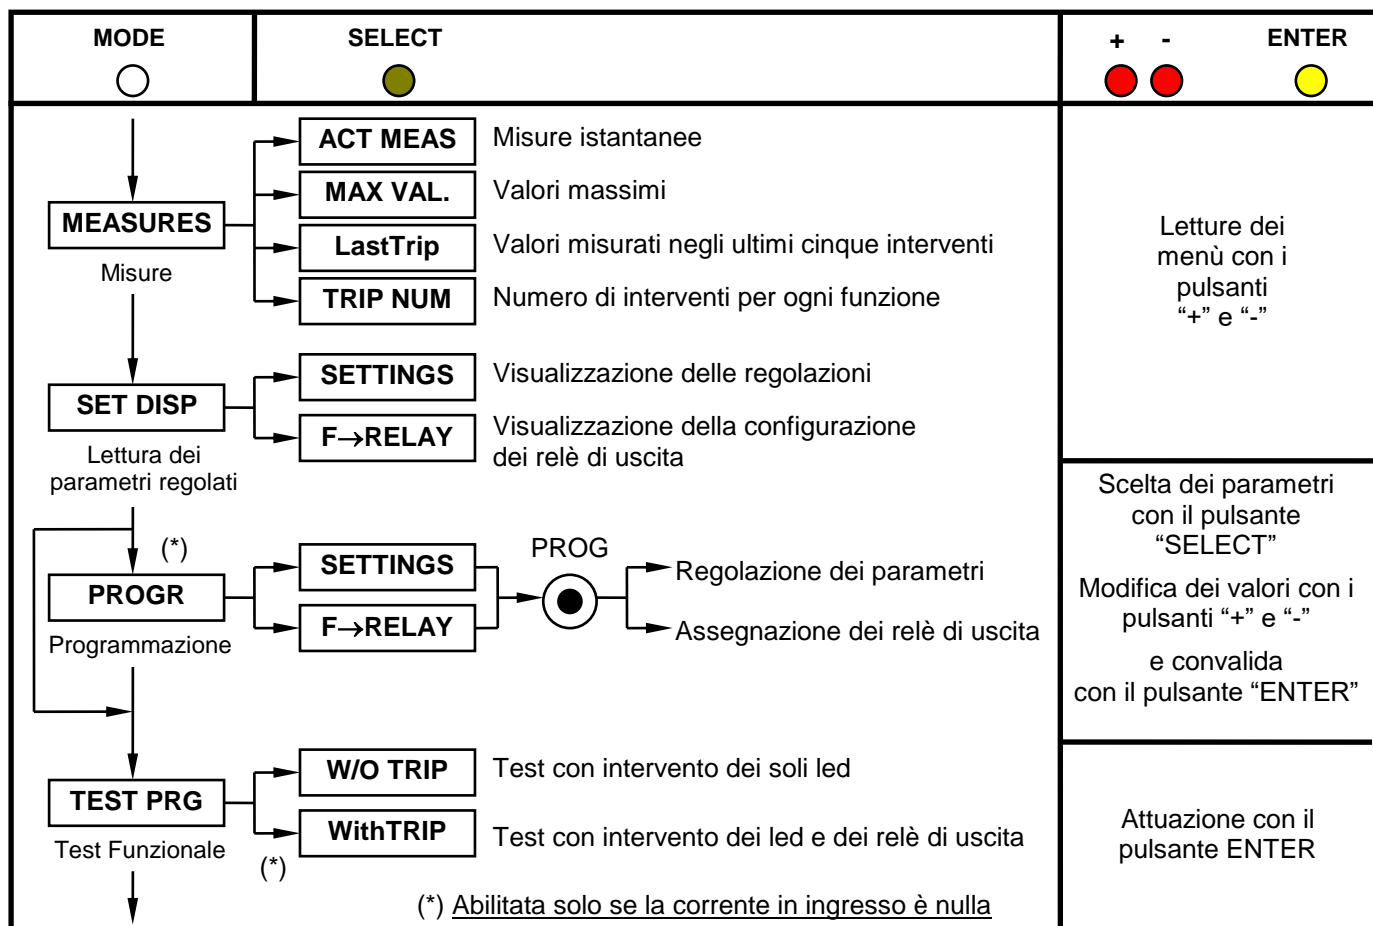 MODE
SELECT
+ -
ENTER
ACT MEAS
Misure istantanee
MAX VAL.
Valori massimi
MEASURES
Misure
LastTrip
Valori misurati negli ultimi cinque interventi
TRIP NUM
Numero di interventi per ogni funzione
Letture dei
menù con i
pulsanti
“+” e “-”
SETTINGS
Visualizzazione delle regolazioni
SET DISP
Lettura dei
parametri regolati
F→RELAY
Visualizzazione della configurazione
dei relè di uscita
(*)
PROGR
Programmazione
SETTINGS
F→RELAY
PROG
Regolazione dei parametri
Assegnazione dei relè di uscita
Scelta dei parametri
con il pulsante
“SELECT”
Modifica dei valori con i
pulsanti “+” e “-”
e convalida
con il pulsante “ENTER”
W/O TRIP
Test con intervento dei soli led
TEST PRG
Test Funzionale
WithTRIP
Test con intervento dei led e dei relè di uscita
(*)
Attuazione con il
pulsante ENTER
(*) Abilitata solo se la corrente in ingresso è nulla